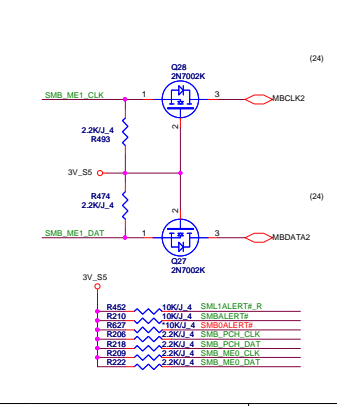 (24)
Q28
2N7002K
SMB_ME1_CLK 1 3 MBCLK2
2
2.2K/J_4
R493
3V_S5
R474
2.2K/J_4
(24)
2
SMB_ME1_DAT 1 3 MBDATA2
Q27
2N7002K
3V_S5
R452 10K/J_4 SML1ALERT#_R
R210 10K/J_4 SMBALERT#
R627 *10K/J_4 SMB0ALERT#
R206 2.2K/J_4 SMB_PCH_CLK
R218 2.2K/J_4 SMB_PCH_DAT
R209 2.2K/J_4 SMB_ME0_CLK
R222 2.2K/J_4 SMB_ME0_DAT